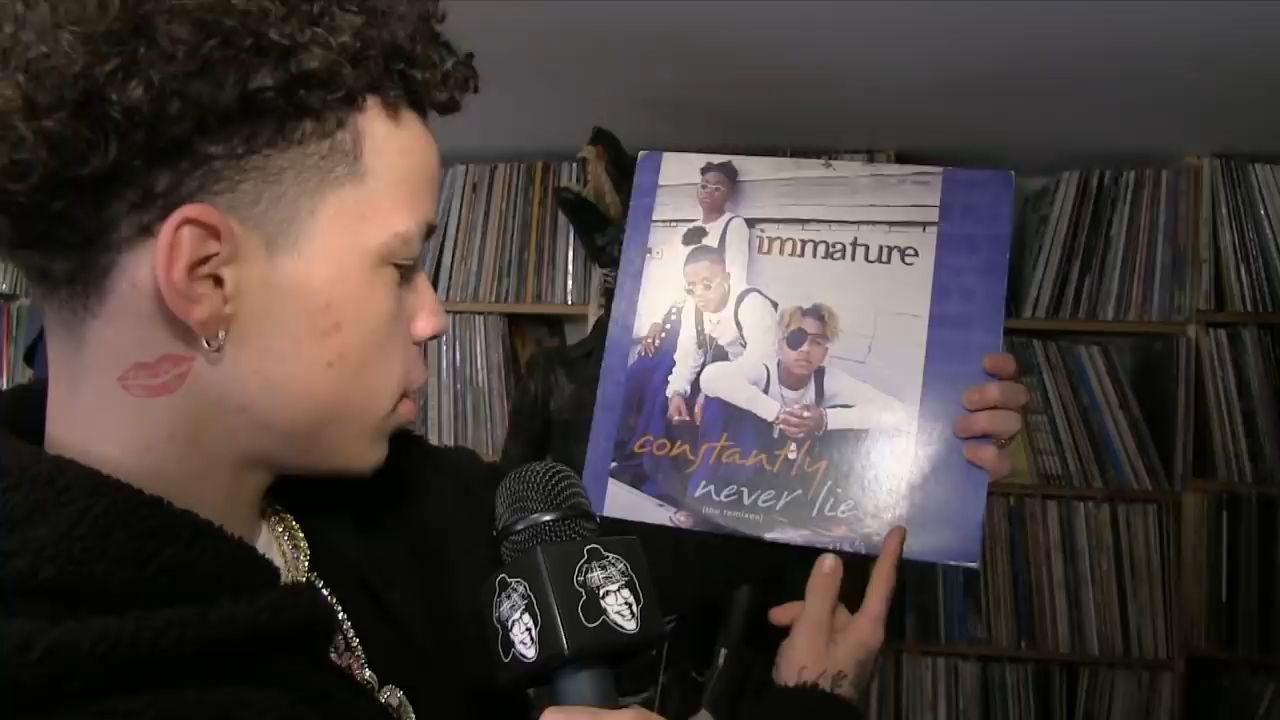 immature
constantly
never lie
(the remixes)